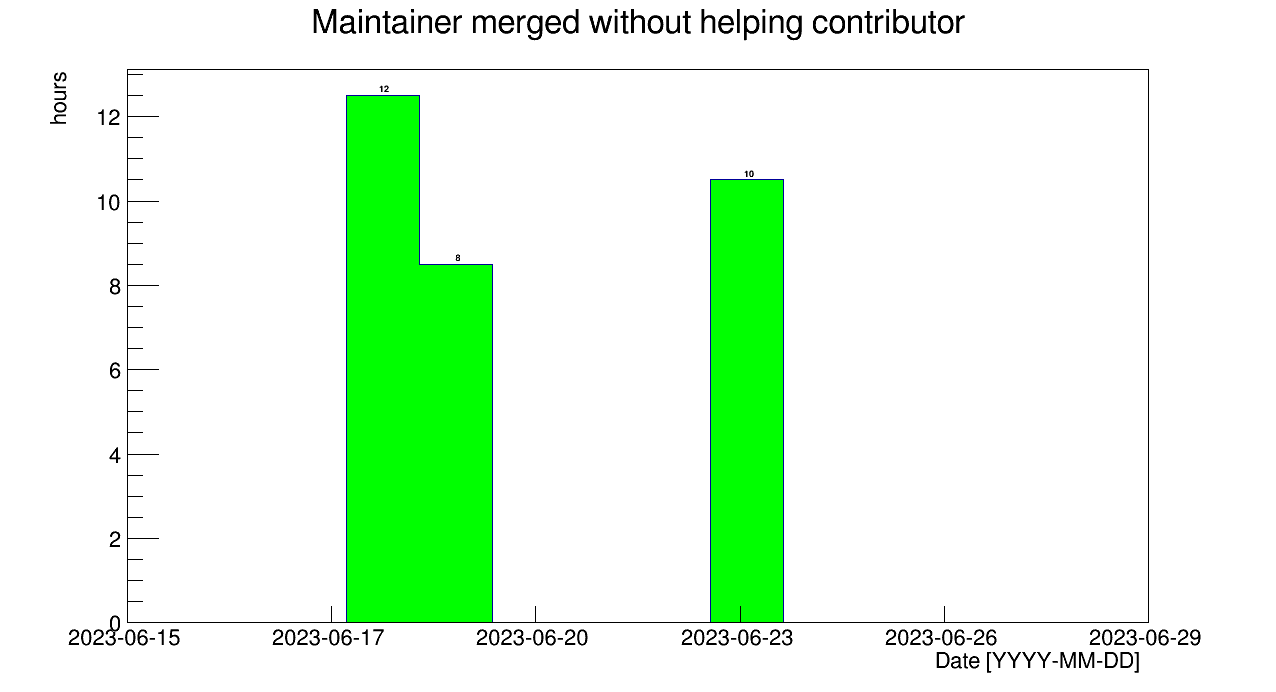 Maintainer merged without helping contributor
hours
12
10
8
6
4
2
0
12
8
10
2023-06-15 2023-06-17 2023-06-20 2023-06-23 2023-06-26 2023-06-29
Date [YYYY-MM-DD]